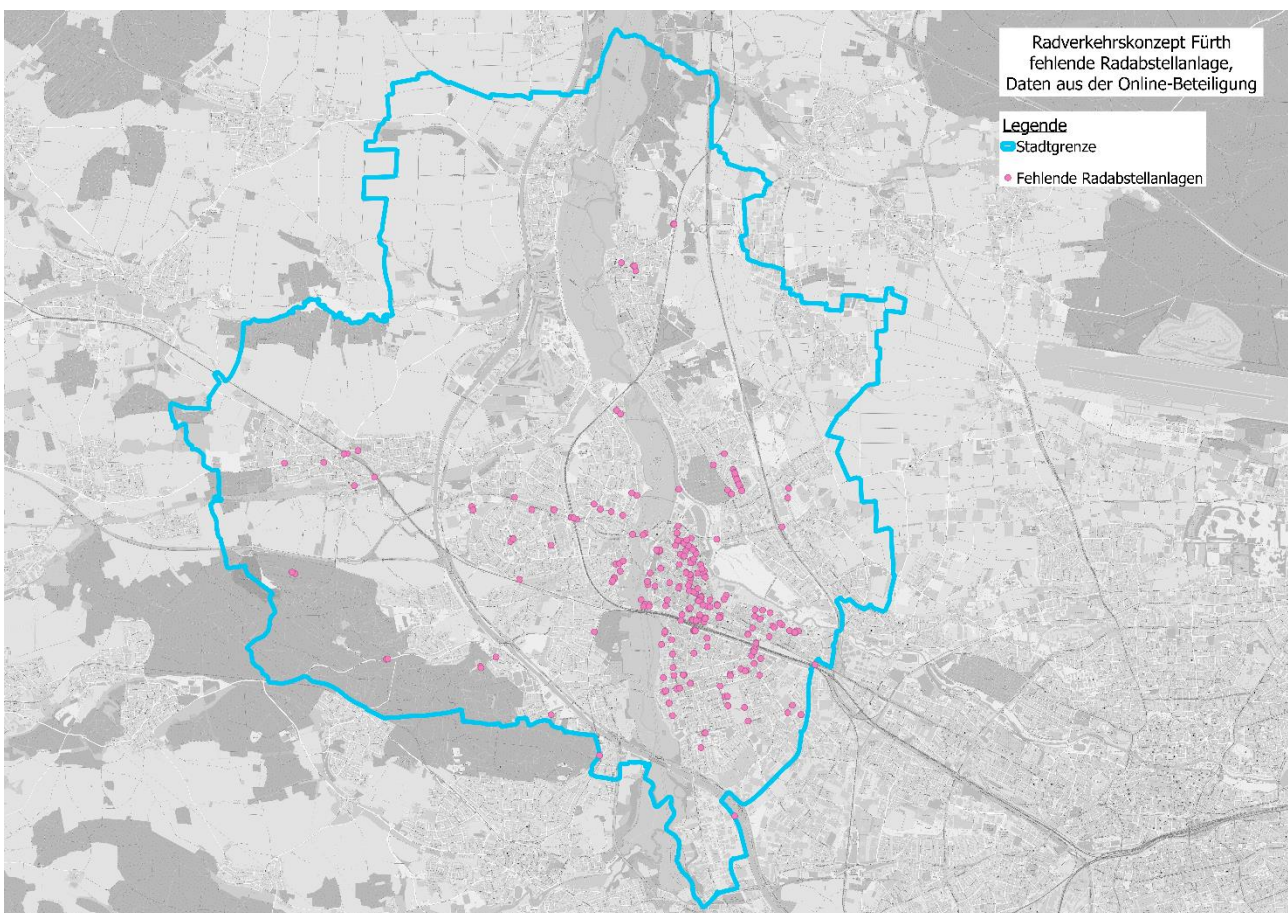 Radverkehrskonzept Fürth
fehlende Radabstellanlage,
Daten aus der Online-Beteiligung
Legende
Stadtgrenze
Fehlende Radabstellanlagen